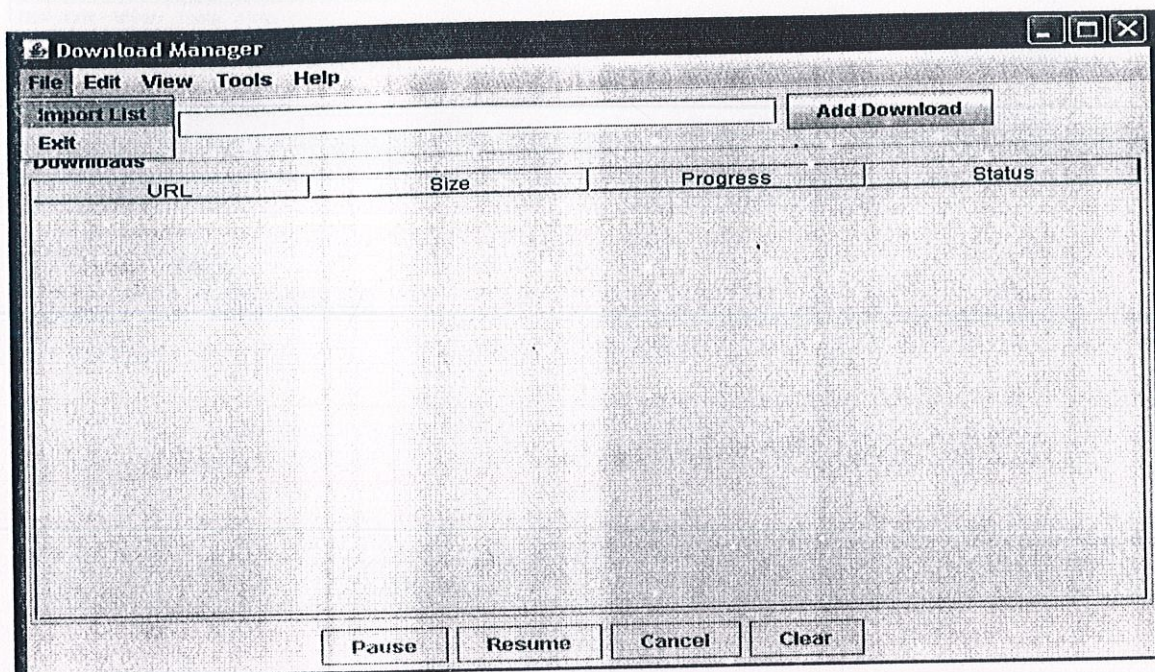 Download Manager
File Edit View Tools Help
Import List
Add Download
Exit
Downloads
URL Size Progress Status
Pause Resume Cancel Clear